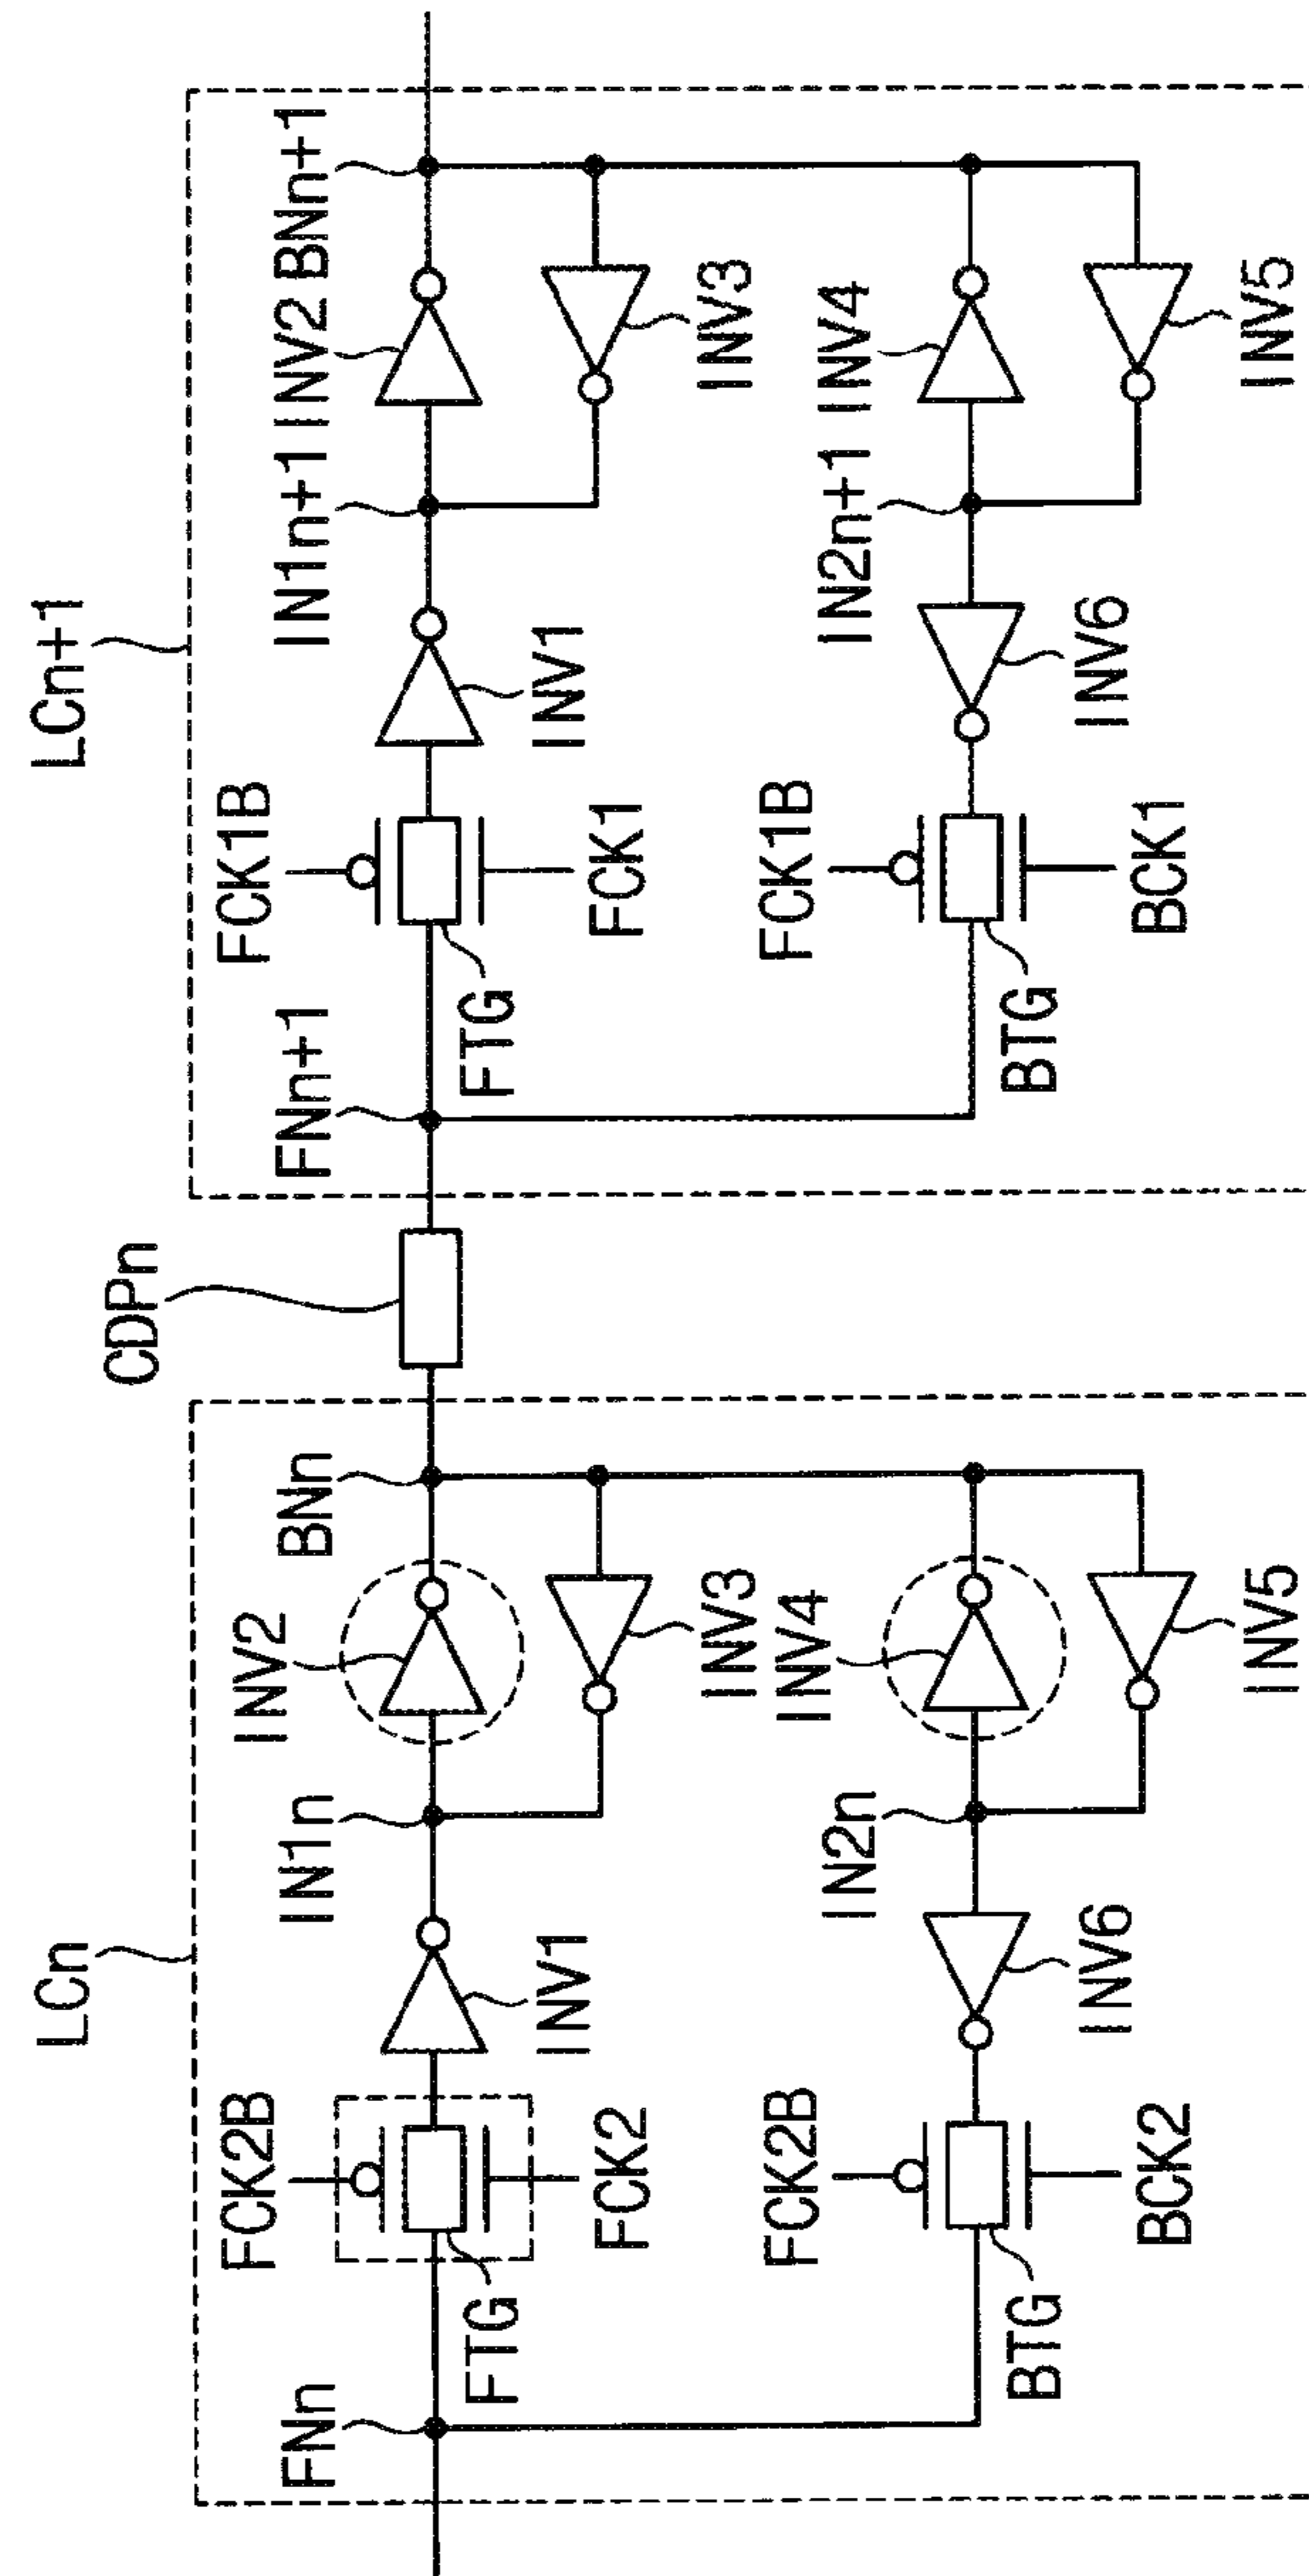 LCn
FCK2B
FNn
FTG
FCK2
INV1
IN1n
INV2
BNn
INV3
FCK2B
BTG
BCK2
INV6
IN2n
INV4
INV5
CDPn
LCn+1
FNn+1
FCK1B
FTG
FCK1
INV1
IN1n+1
INV2
BNn+1
INV3
FCK1B
BTG
BCK1
INV6
IN2n+1
INV4
INV5